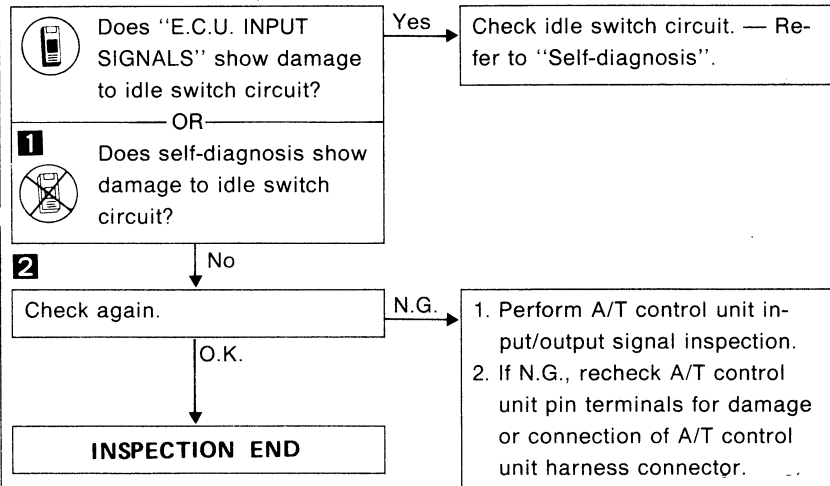 Does "E.C.U. INPUT
SIGNALS" show damage
to idle switch circuit?
Yes
Check idle switch circuit. — Re-
fer to "Self-diagnosis".
OR
1
Does self-diagnosis show
damage to idle switch
circuit?
No
2
Check again.
N.G.
1. Perform A/T control unit in-
put/output signal inspection.
2. If N.G., recheck A/T control
unit pin terminals for damage
or connection of A/T control
unit harness connector.
O.K.
INSPECTION END